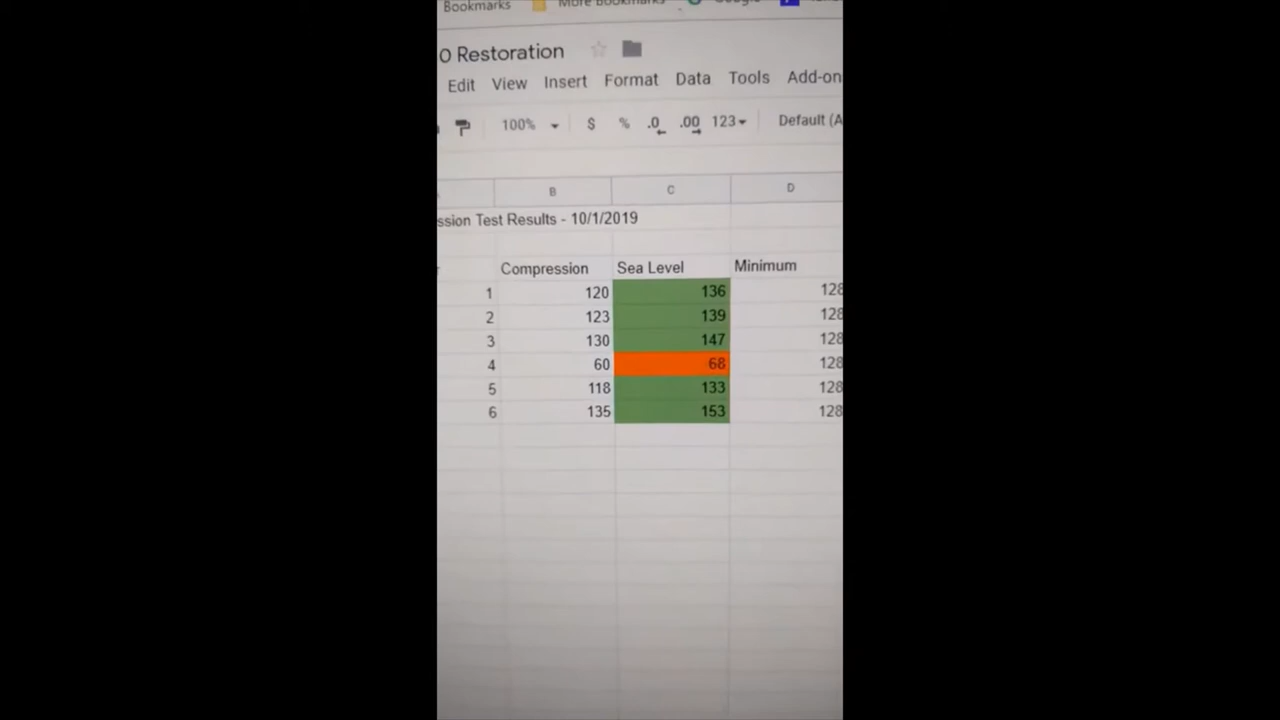 Bookmarks More Bookmarks Google
0 Restoration
Edit View Insert Format Data Tools Add-on
100% $ % .0 .00 123 Default (A
B C D
ssion Test Results - 10/1/2019
Compression Sea Level Minimum
1 120 136 128
2 123 139 128
3 130 147 128
4 60 68 128
5 118 133 128
6 135 153 128